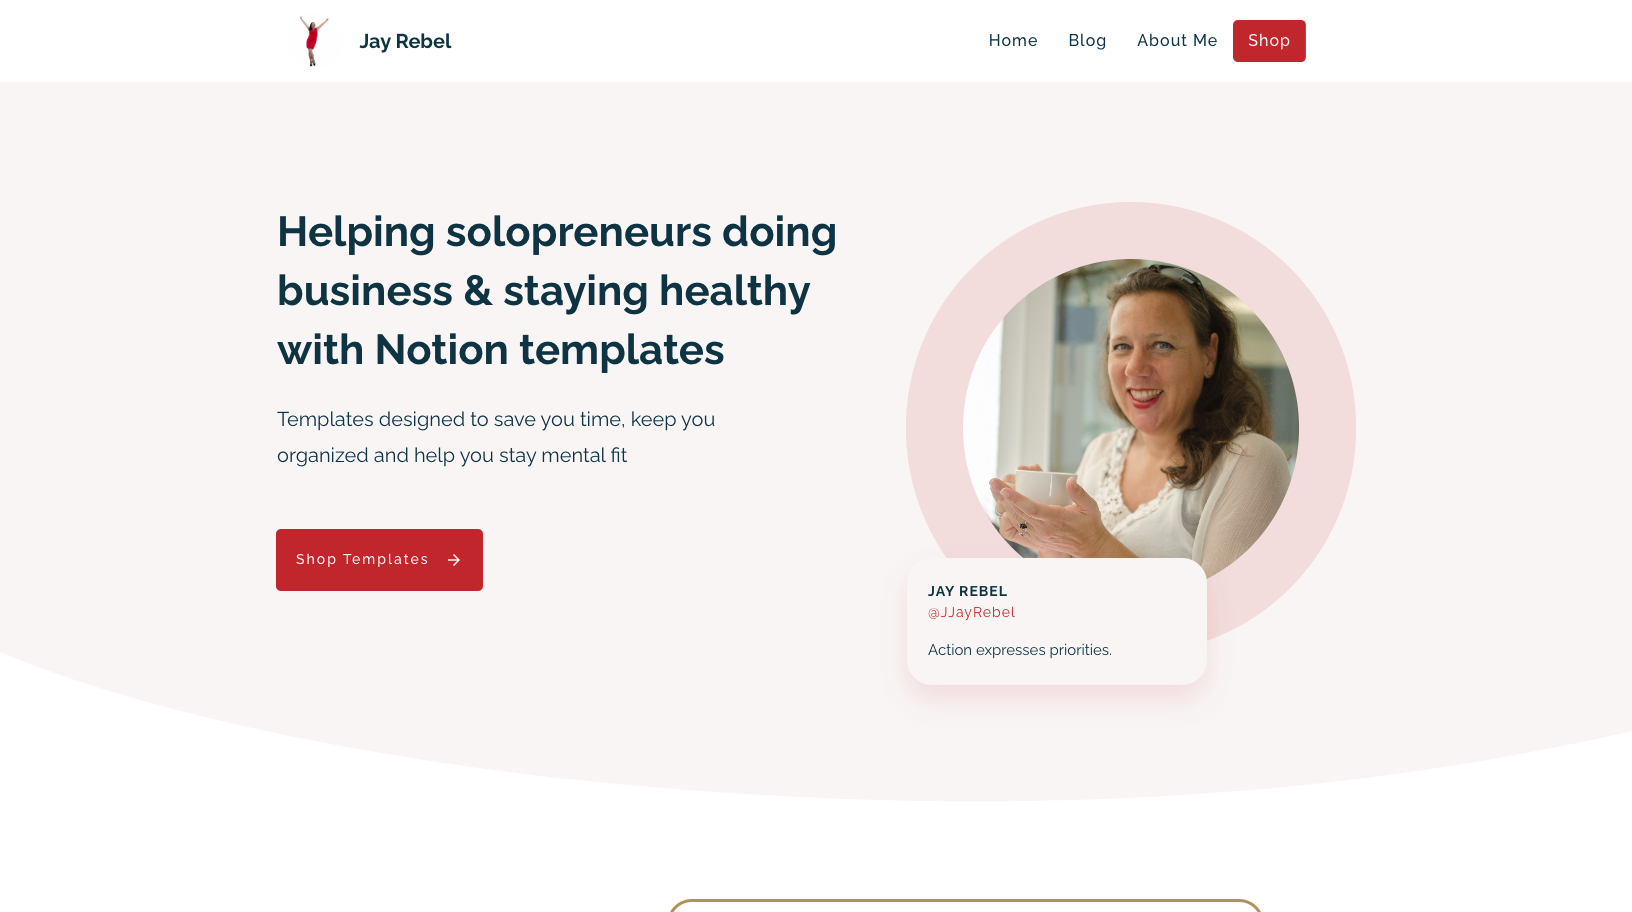 Jay Rebel
Home
Blog
About Me
Shop
Helping solopreneurs doing
business & staying healthy
with Notion templates
Templates designed to save you time, keep you
organized and help you stay mental fit
Shop Templates
JAY REBEL
@JJayRebel
Action expresses priorities.